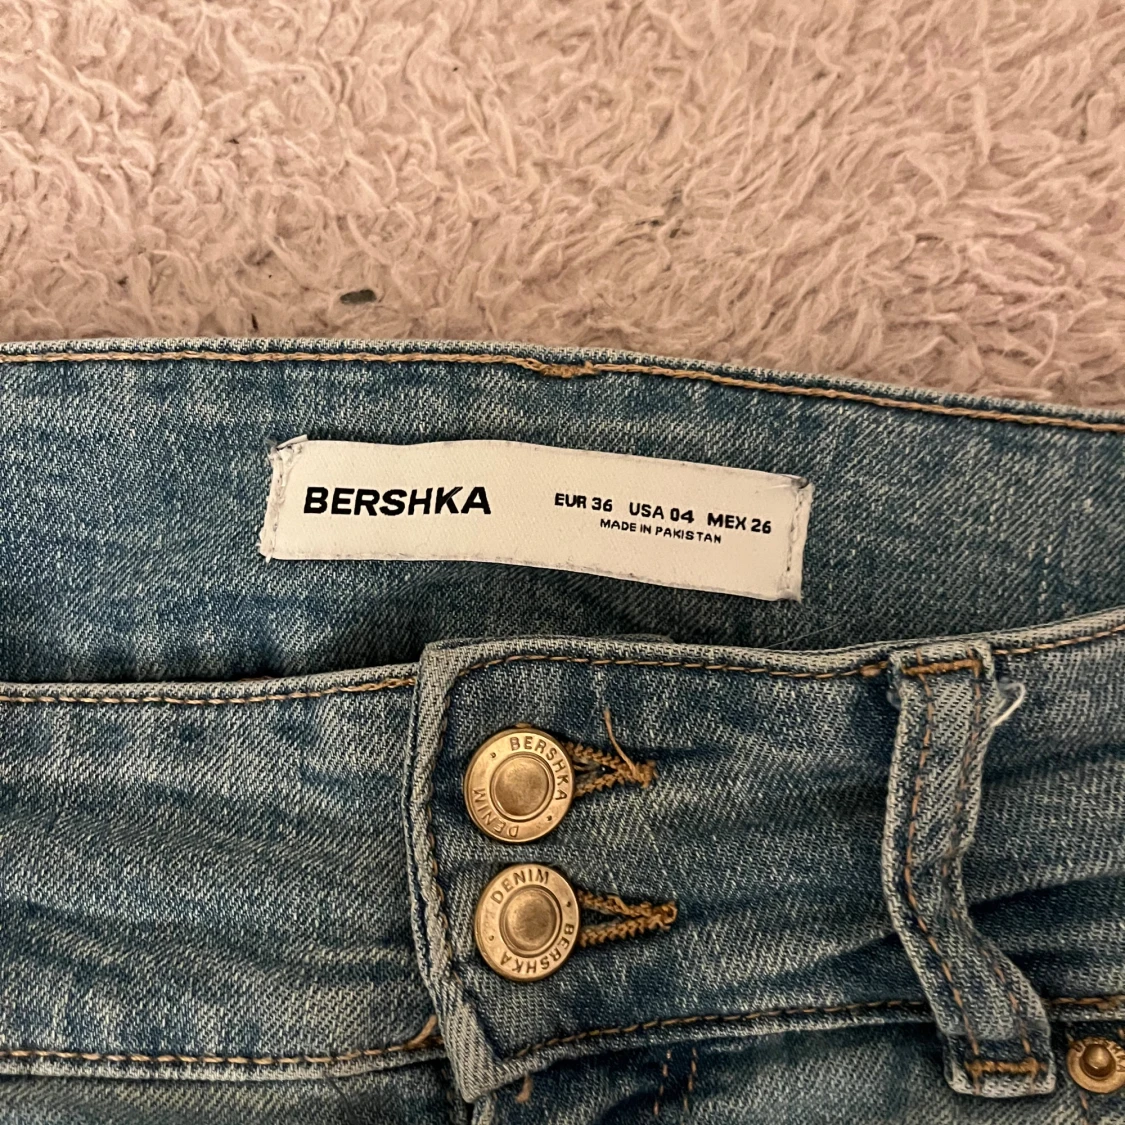 BERSHKA
EUR 36 USA 04 MEX 26
MADE IN PAKISTAN
BERSHKA
DENIM
DENIM
BERSHKA